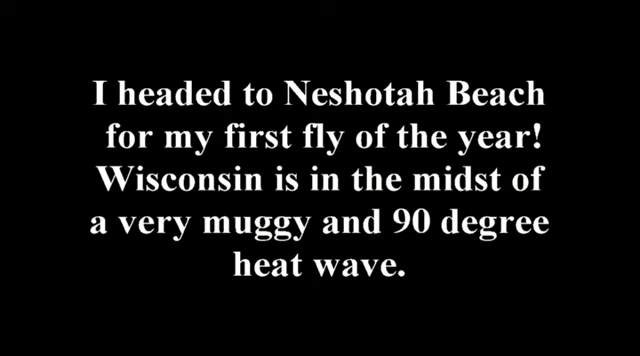 I headed to Neshotah Beach
for my first fly of the year!
Wisconsin is in the midst of
a very muggy and 90 degree
heat wave.